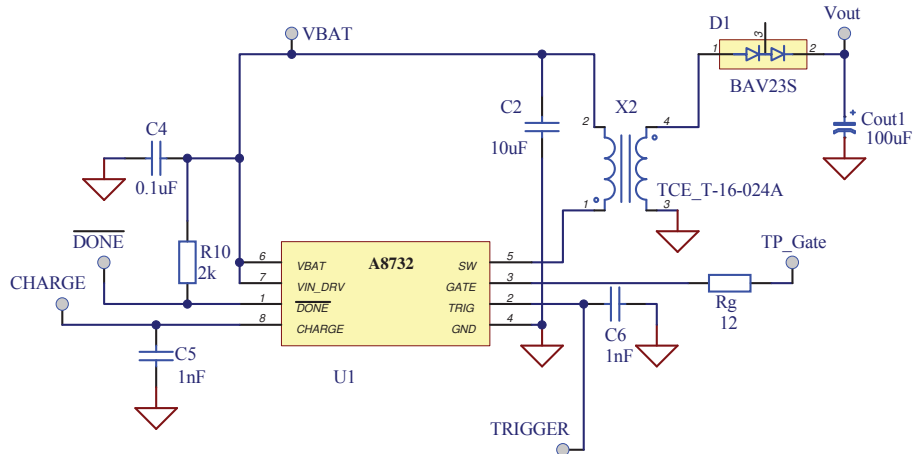 VBAT
D1
Vout
1
3
2
BAV23S
C2
10uF
X2
2
4
1
3
TCE_T-16-024A
Cout1
+
100uF
C4
0.1uF
DONE
R10
2k
CHARGE
C5
1nF
A8732
6
VBAT
7
VIN_DRV
1
DONE
8
CHARGE
SW
5
GATE
3
TRIG
2
GND
4
U1
TP_Gate
Rg
12
C6
1nF
TRIGGER